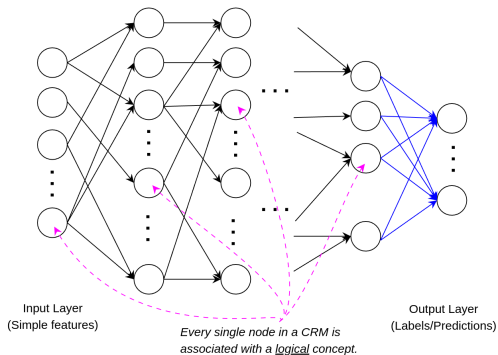 Input Layer
(Simple features)
Output Layer
(Labels/Predictions)
Every single node in a CRM is
associated with a logical concept.